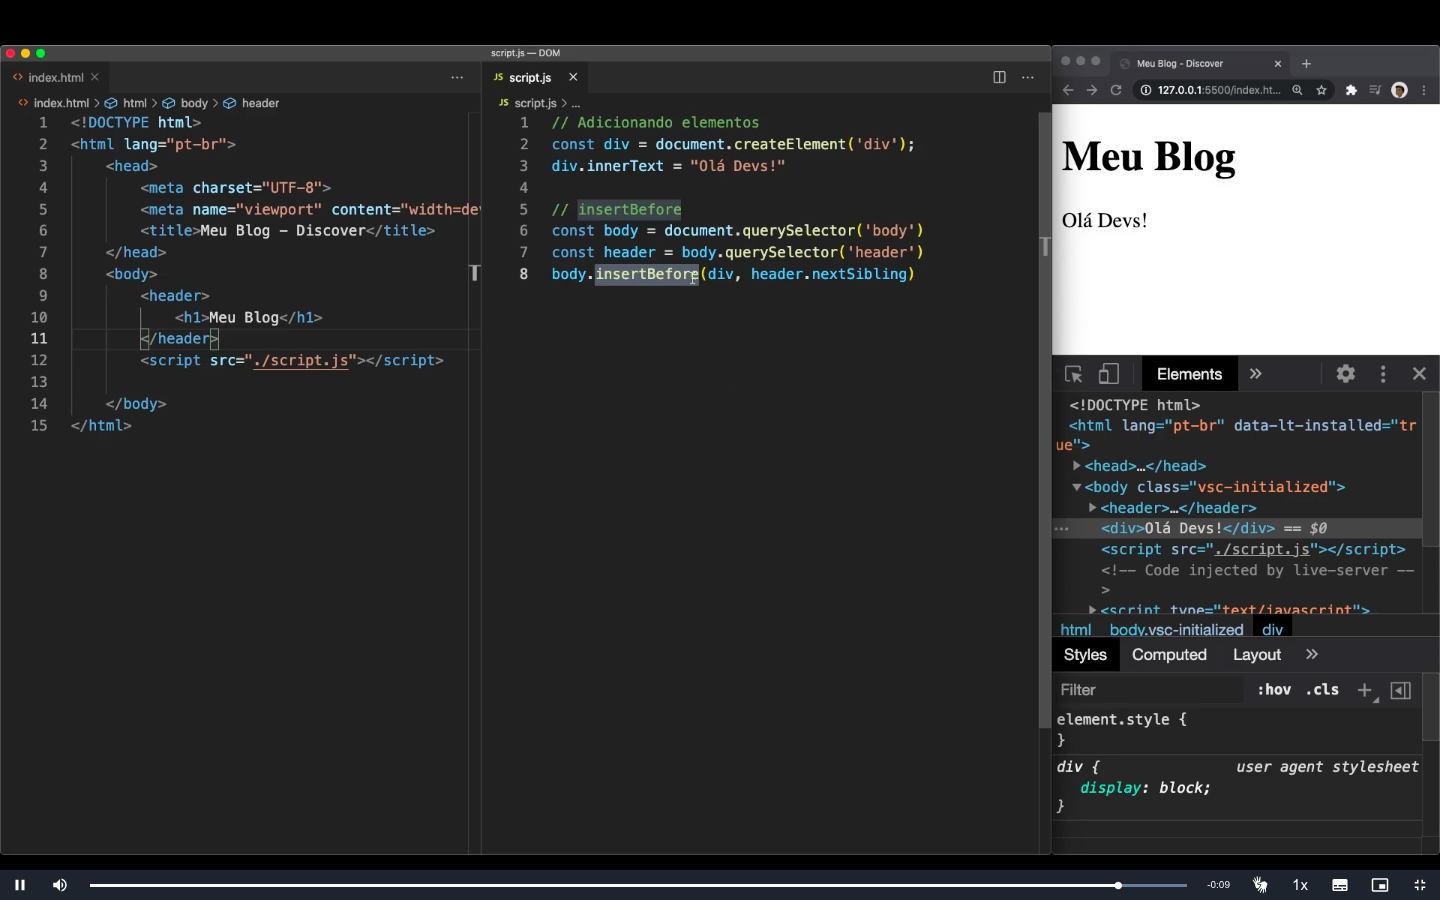 script.js — DOM
index.html
index.html > html > body > header
1 <!DOCTYPE html>
2 <html lang="pt-br">
3 <head>
4 <meta charset="UTF-8">
5 <meta name="viewport" content="width=dev
6 <title>Meu Blog - Discover</title>
7 </head>
8 <body>
9 <header>
10 <h1>Meu Blog</h1>
11 </header>
12 <script src="./script.js"></script>
13
14 </body>
15 </html>
JS script.js
JS script.js > ...
1 // Adicionando elementos
2 const div = document.createElement('div');
3 div.innerText = "Olá Devs!"
4
5 // insertBefore
6 const body = document.querySelector('body')
7 const header = body.querySelector('header')
8 body.insertBefore(div, header.nextSibling)
Meu Blog - Discover
127.0.0.1:5500/index.ht...
Meu Blog
Olá Devs!
Elements
<!DOCTYPE html>
<html lang="pt-br" data-lt-installed="tr
ue">
<head>…</head>
<body class="vsc-initialized">
<header>…</header>
<div>Olá Devs!</div> == $0
<script src="./script.js"></script>
<!-- Code injected by live-server --
>
<script type="text/javascript">
html body.vsc-initialized div
Styles Computed Layout
Filter :hov .cls
element.style {
}
div { user agent stylesheet
display: block;
}
-0:09 1x